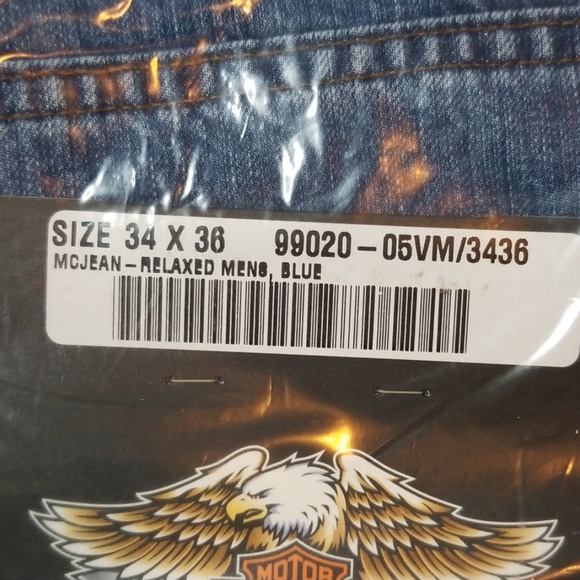 SIZE 34 X 36 99020-05VM/3436
MCJEAN-RELAXED MENS, BLUE
MOTOR